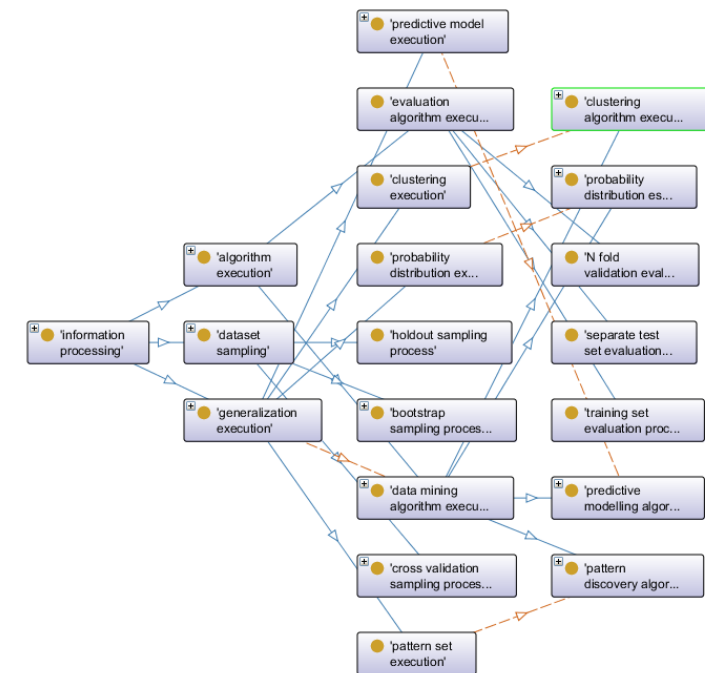 'predictive model
execution'
'evaluation
algorithm execu...
'clustering
algorithm execu...
'clustering
execution'
'probability
distribution es...
'algorithm
execution'
'probability
distribution ex...
'N fold
validation eval...
'information
processing'
'dataset
sampling'
'holdout sampling
process'
'separate test
set evaluation...
'generalization
execution'
'bootstrap
sampling proces...
'training set
evaluation proc...
'data mining
algorithm execu...
'predictive
modelling algor...
'cross validation
sampling proces...
'pattern
discovery algor...
'pattern set
execution'